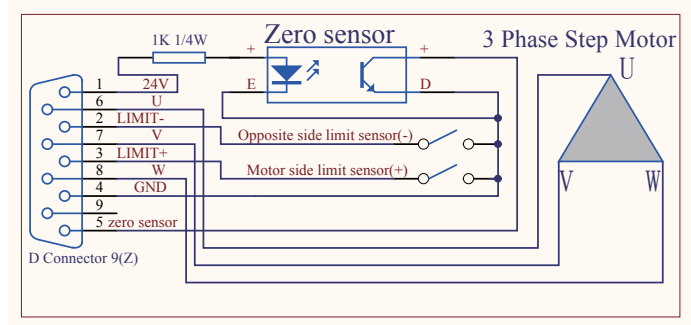 1K 1/4W
Zero sensor
3 Phase Step Motor
+
+
U
E
D
1
24V
6
U
2
LIMIT-
Opposite side limit sensor(-)
7
V
3
LIMIT+
Motor side limit sensor(+)
8
W
V
W
4
GND
9
5
zero sensor
D Connector 9(Z)